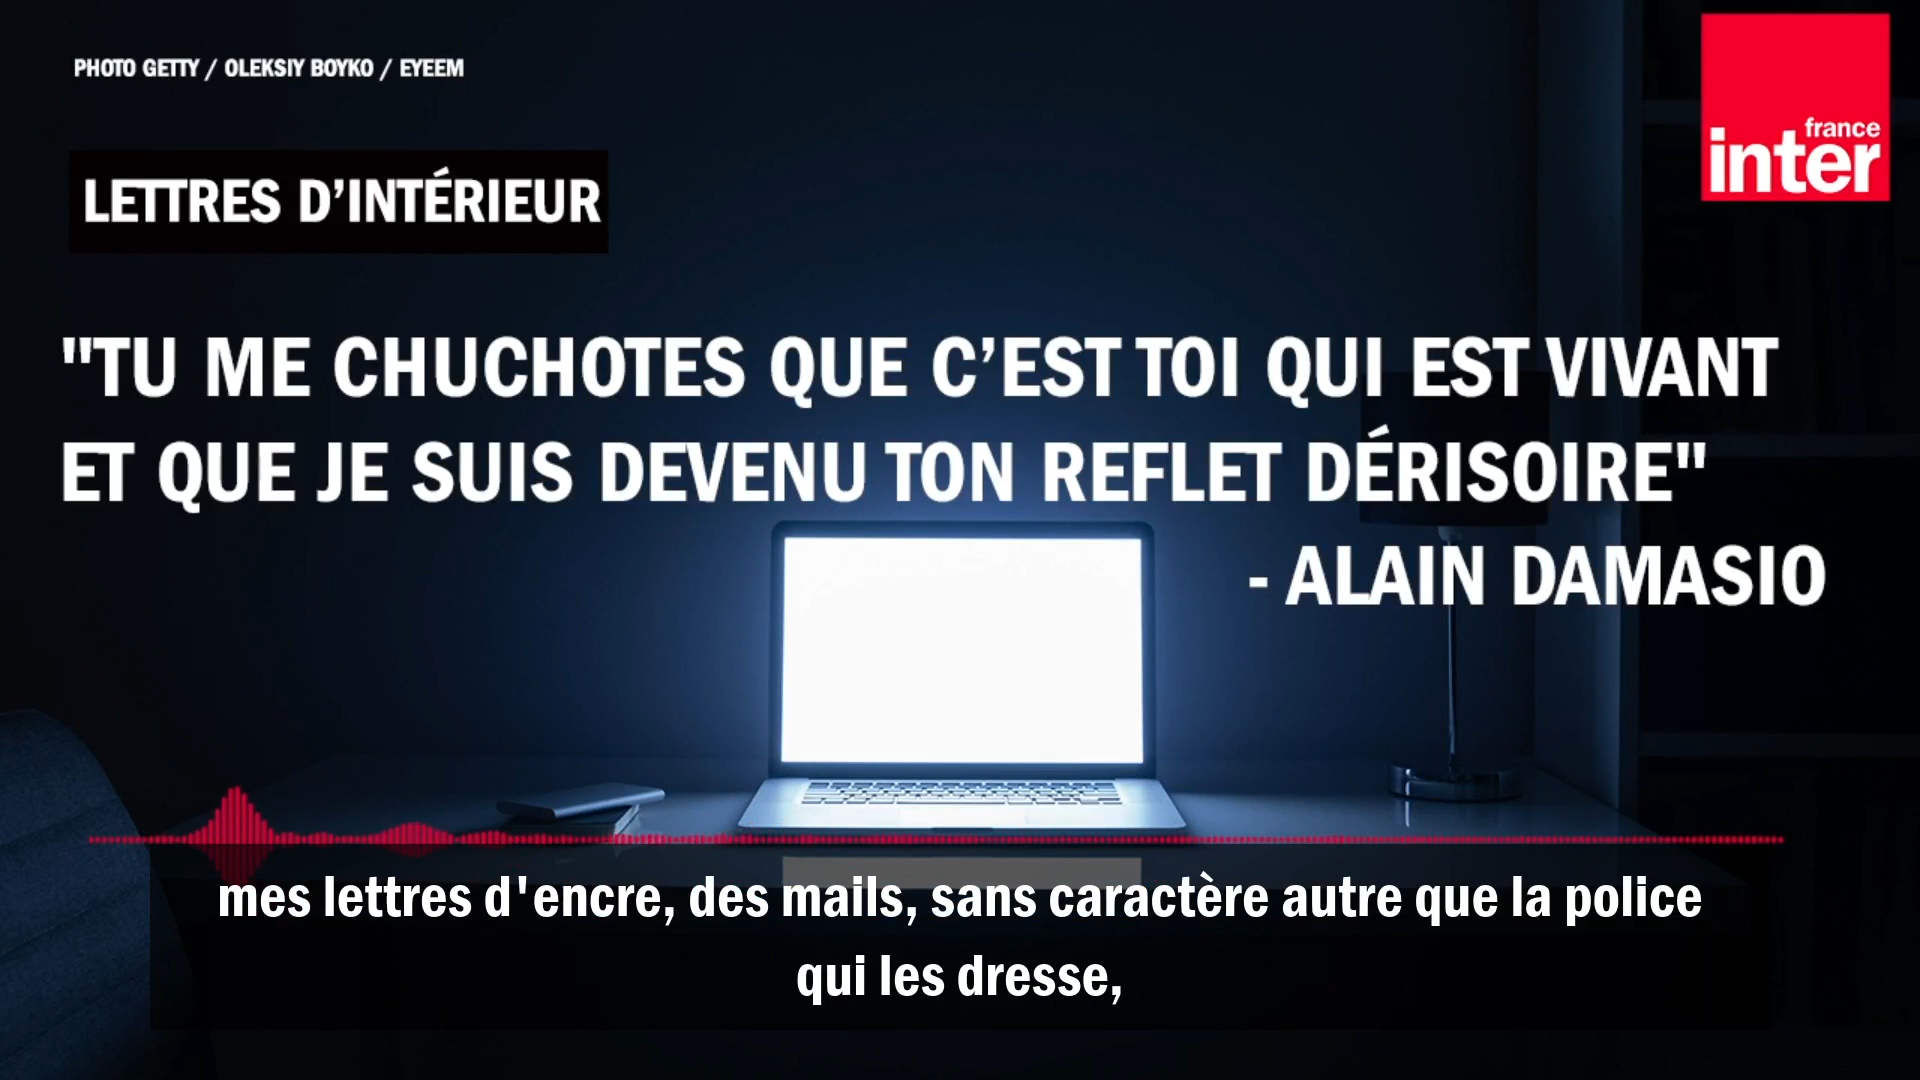 PHOTO GETTY / OLEKSIY BOYKO / EYEEM
france
inter
LETTRES D’INTÉRIEUR
"TU ME CHUCHOTES QUE C’EST TOI QUI EST VIVANT
ET QUE JE SUIS DEVENU TON REFLET DÉRISOIRE"
- ALAIN DAMASIO
mes lettres d'encre, des mails, sans caractère autre que la police
qui les dresse,